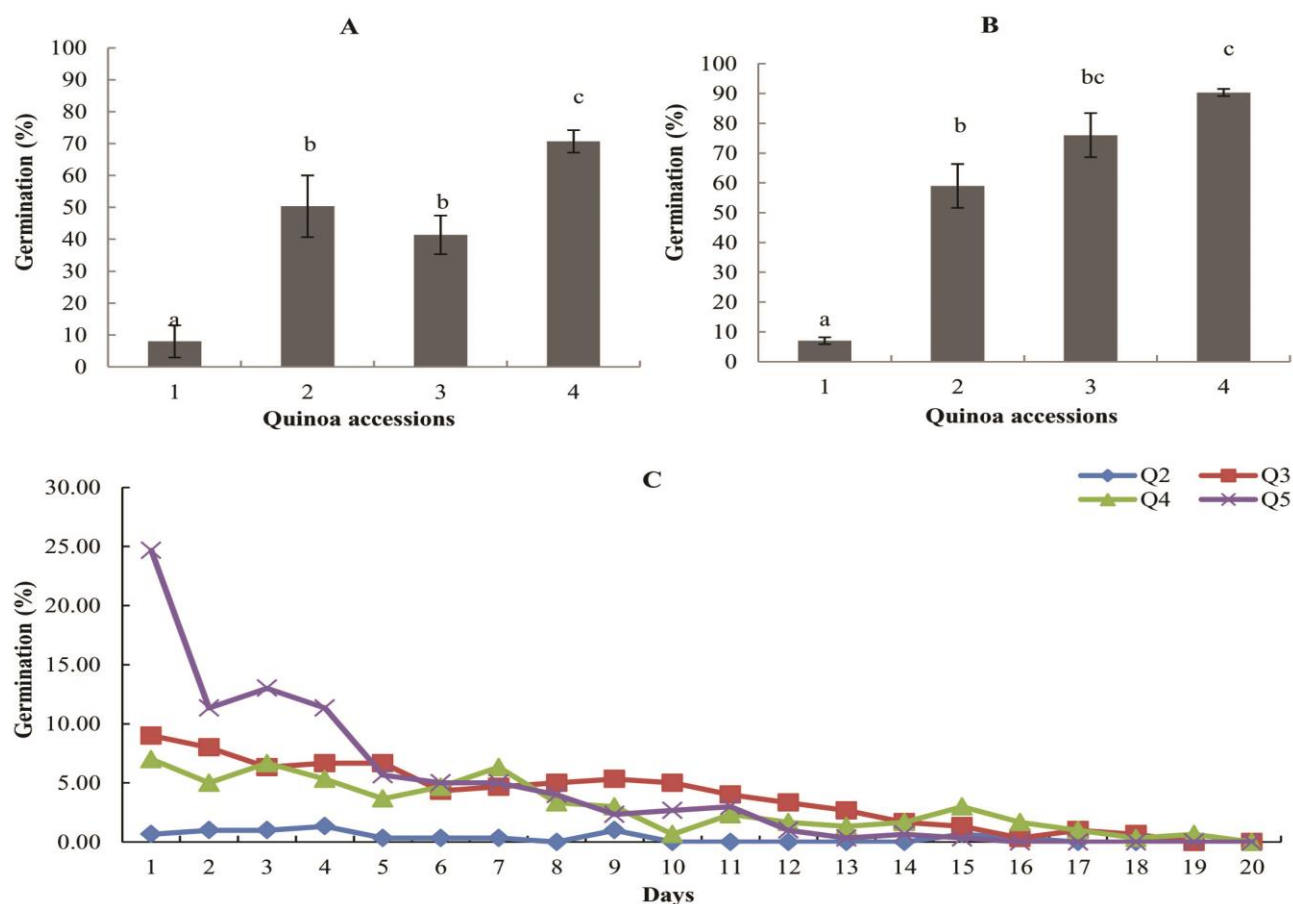 A
100
90
80
70
60
50
40
30
20
10
0
Germination (%)
a
b
b
c
1 2 3 4
Quinoa accessions
B
100
90
80
70
60
50
40
30
20
10
0
Germination (%)
a
b
bc
c
1 2 3 4
Quinoa accessions
C
Q2 Q3
Q4 Q5
30.00
25.00
20.00
15.00
10.00
5.00
0.00
Germination (%)
1 2 3 4 5 6 7 8 9 10 11 12 13 14 15 16 17 18 19 20
Days